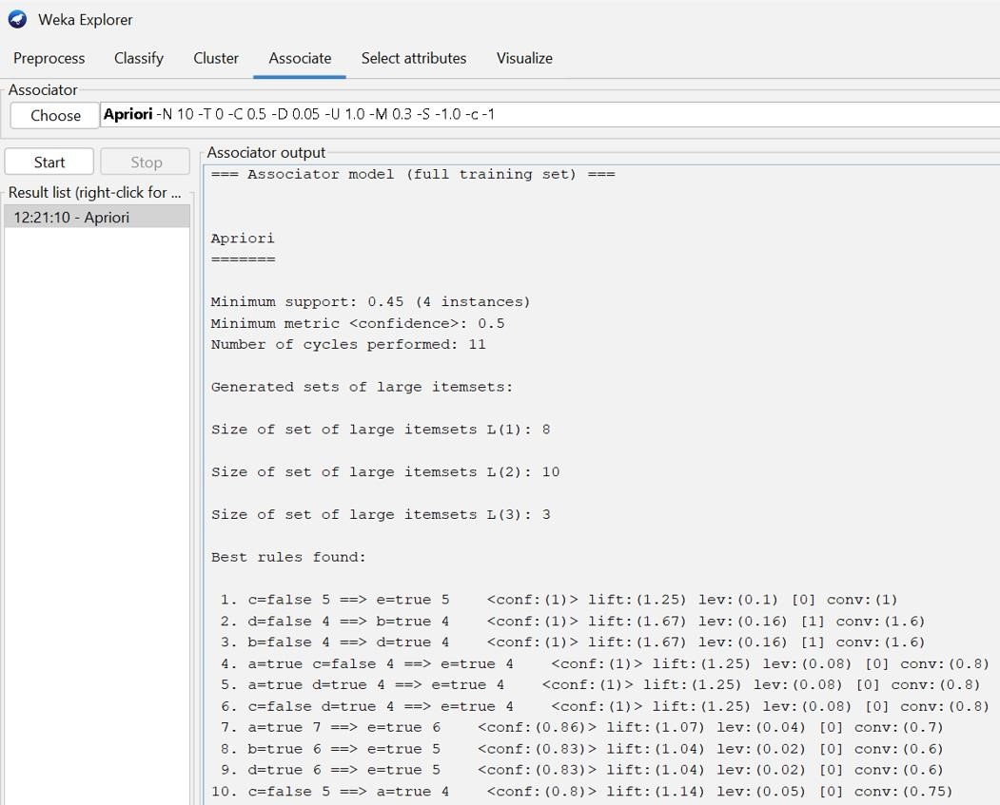 Weka Explorer
Preprocess Classify Cluster Associate Select attributes Visualize
Associator
Choose Apriori -N 10 -T 0 -C 0.5 -D 0.05 -U 1.0 -M 0.3 -S -1.0 -c -1
Start Stop
Result list (right-click for ...
12:21:10 - Apriori
Associator output
=== Associator model (full training set) ===
Apriori
=======
Minimum support: 0.45 (4 instances)
Minimum metric <confidence>: 0.5
Number of cycles performed: 11
Generated sets of large itemsets:
Size of set of large itemsets L(1): 8
Size of set of large itemsets L(2): 10
Size of set of large itemsets L(3): 3
Best rules found:
1. c=false 5 ==> e=true 5 <conf:(1)> lift:(1.25) lev:(0.1) [0] conv:(1)
2. d=false 4 ==> b=true 4 <conf:(1)> lift:(1.67) lev:(0.16) [1] conv:(1.6)
3. b=false 4 ==> d=true 4 <conf:(1)> lift:(1.67) lev:(0.16) [1] conv:(1.6)
4. a=true c=false 4 ==> e=true 4 <conf:(1)> lift:(1.25) lev:(0.08) [0] conv:(0.8)
5. a=true d=true 4 ==> e=true 4 <conf:(1)> lift:(1.25) lev:(0.08) [0] conv:(0.8)
6. c=false d=true 4 ==> e=true 4 <conf:(1)> lift:(1.25) lev:(0.08) [0] conv:(0.8)
7. a=true 7 ==> e=true 6 <conf:(0.86)> lift:(1.07) lev:(0.04) [0] conv:(0.7)
8. b=true 6 ==> e=true 5 <conf:(0.83)> lift:(1.04) lev:(0.02) [0] conv:(0.6)
9. d=true 6 ==> e=true 5 <conf:(0.83)> lift:(1.04) lev:(0.02) [0] conv:(0.6)
10. c=false 5 ==> a=true 4 <conf:(0.8)> lift:(1.14) lev:(0.05) [0] conv:(0.75)